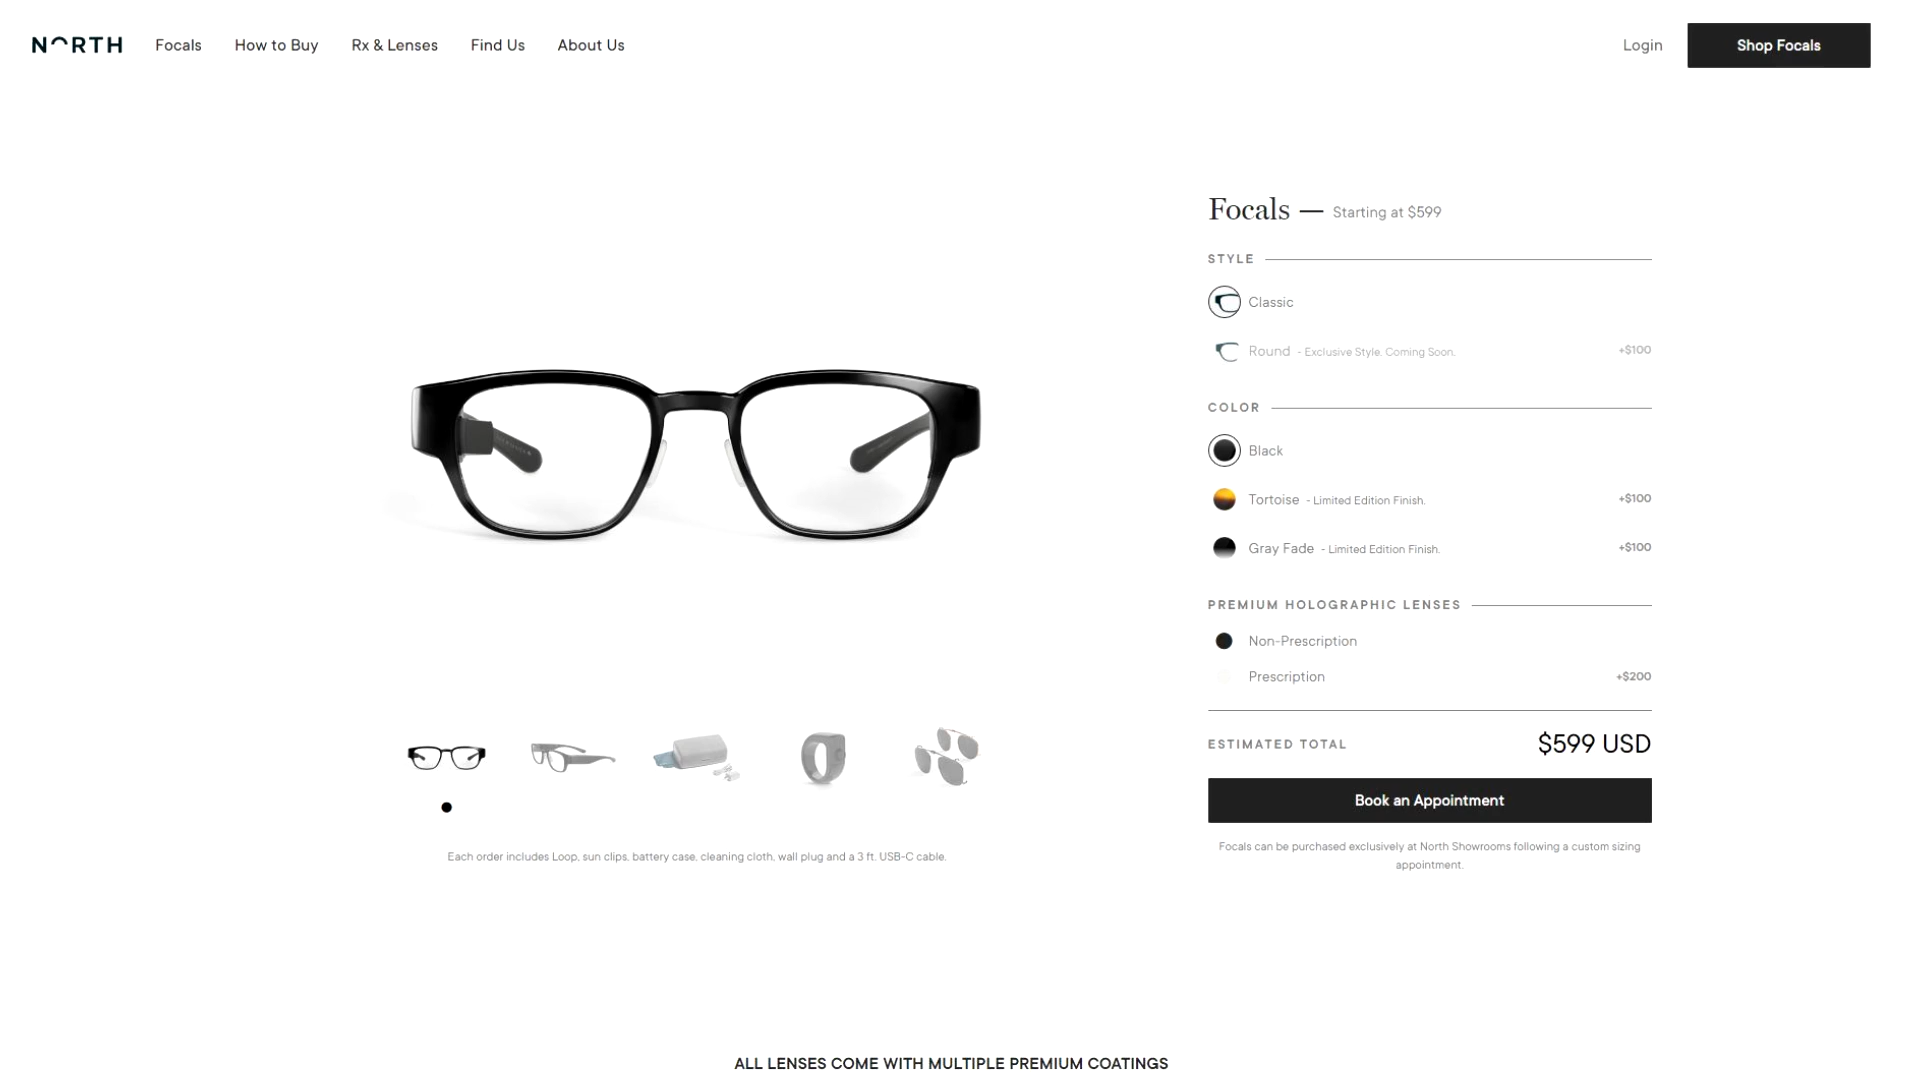 NORTH
Focals
How to Buy
Rx & Lenses
Find Us
About Us
Login
Shop Focals
Focals — Starting at $599
STYLE
Classic
Round - Exclusive Style. Coming Soon. +$100
COLOR
Black
Tortoise - Limited Edition Finish. +$100
Gray Fade - Limited Edition Finish. +$100
PREMIUM HOLOGRAPHIC LENSES
Non-Prescription
Prescription +$200
ESTIMATED TOTAL $599 USD
Book an Appointment
Focals can be purchased exclusively at North Showrooms following a custom sizing
appointment.
Each order includes Loop, sun clips, battery case, cleaning cloth, wall plug and a 3 ft. USB-C cable.
ALL LENSES COME WITH MULTIPLE PREMIUM COATINGS